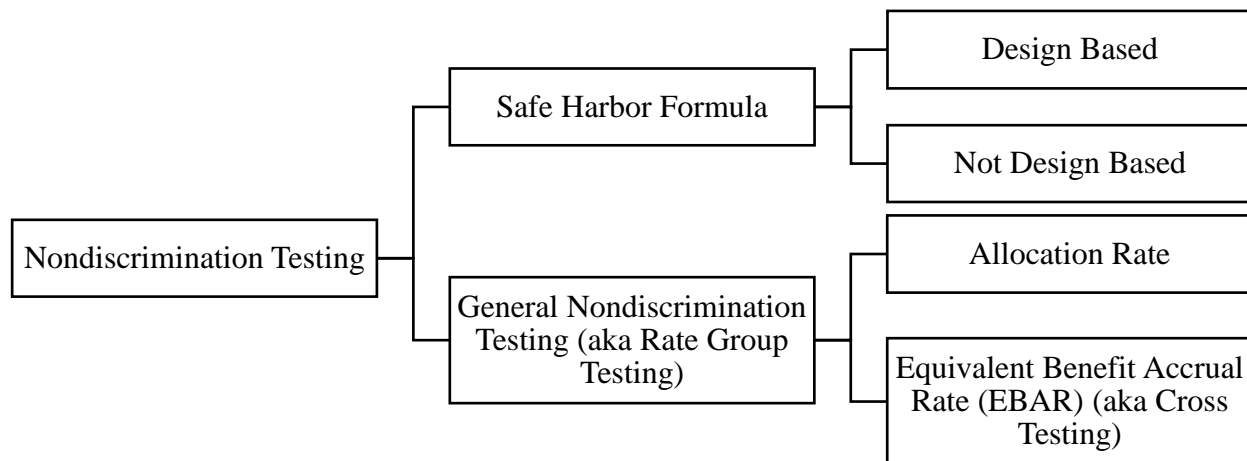 Nondiscrimination Testing
Safe Harbor Formula
Design Based
Not Design Based
General Nondiscrimination
Testing (aka Rate Group
Testing)
Allocation Rate
Equivalent Benefit Accrual
Rate (EBAR) (aka Cross
Testing)